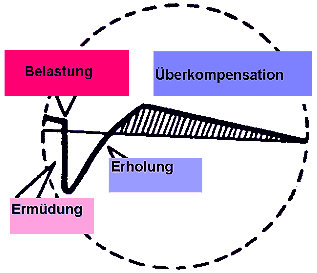 Belastung
Überkompensation
Erholung
Ermüdung